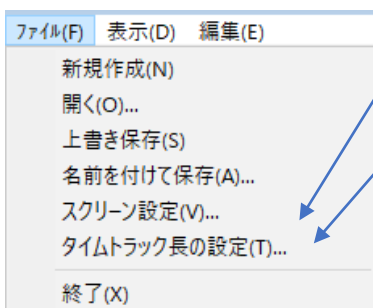 ﾌｧｲﾙ(F) 表示(D) 編集(E)
新規作成(N)
開く(O)...
上書き保存(S)
名前を付けて保存(A)...
スクリーン設定(V)...
タイムトラック長の設定(T)...
終了(X)